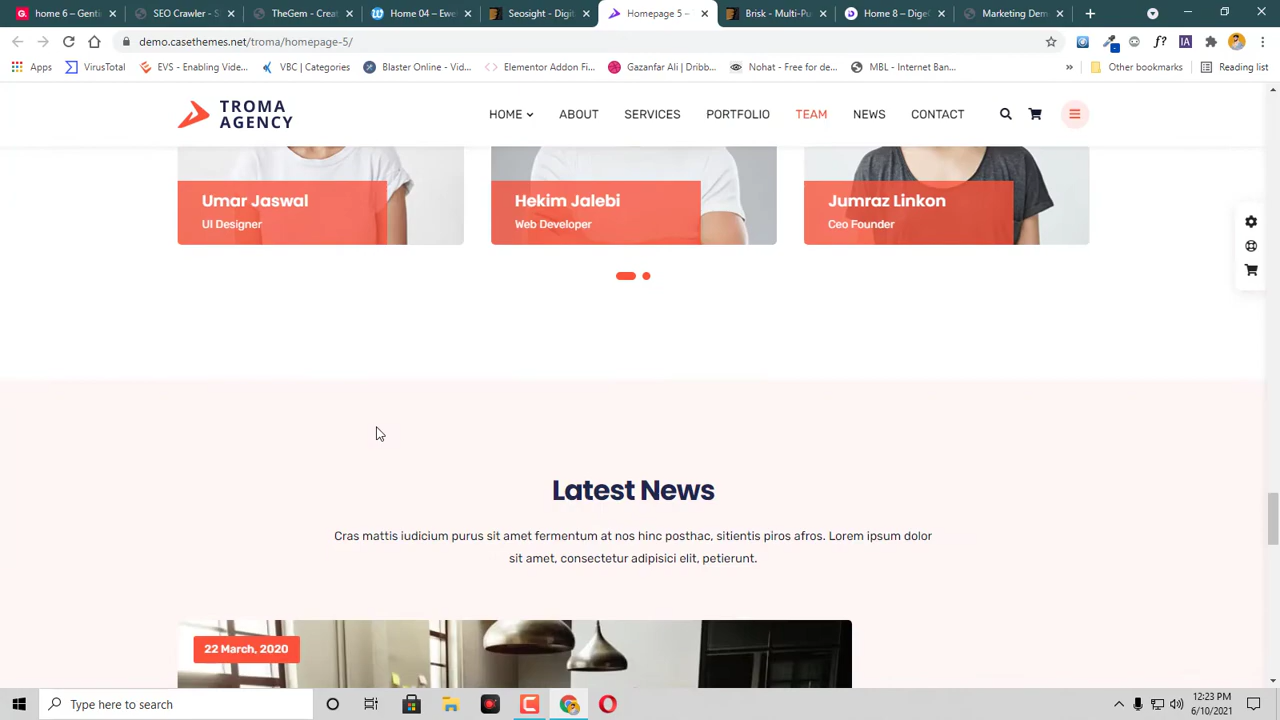 home 6 – Gent
SEO Crawler - S
TheGem – Creat
Home 04 – Ewe
Seosight - Digit
Homepage 5 –
Brisk - Multi-Pu
Home 8 – Digeo
Marketing Dem
demo.casethemes.net/troma/homepage-5/
Apps
VirusTotal
EVS - Enabling Vide...
VBC | Categories
Blaster Online - Vid...
Elementor Addon Fi...
Gazanfar Ali | Dribb...
Nohat - Free for de...
MBL - Internet Ban...
»
Other bookmarks
Reading list
TROMA
AGENCY
HOME
ABOUT
SERVICES
PORTFOLIO
TEAM
NEWS
CONTACT
Umar Jaswal
UI Designer
Hekim Jalebi
Web Developer
Jumraz Linkon
Ceo Founder
Latest News
Cras mattis iudicium purus sit amet fermentum at nos hinc posthac, sitientis piros afros. Lorem ipsum dolor
sit amet, consectetur adipisici elit, petierunt.
22 March, 2020
Type here to search
12:23 PM
6/10/2021